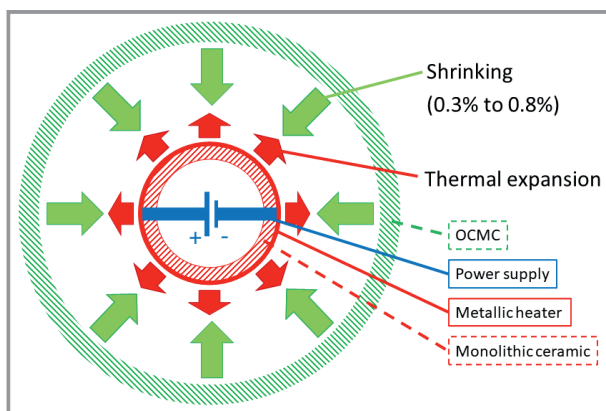 Shrinking
(0.3% to 0.8%)
Thermal expansion
OCMC
+ -
Power supply
Metallic heater
Monolithic ceramic